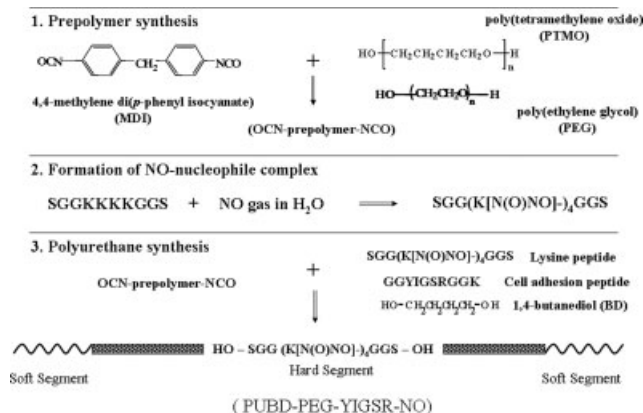 1. Prepolymer synthesis
poly(tetramethylene oxide)
(PTMO)
OCN CH₂ NCO
+
HO CH₂CH₂CH₂CH₂O H
n
4,4-methylene di(p-phenyl isocyanate)
(MDI)
HO (CH₂CH₂O) H
n
(OCN-prepolymer-NCO)
poly(ethylene glycol)
(PEG)
2. Formation of NO-nucleophile complex
SGGKKKKGGS + NO gas in H₂O SGG(K[N(O)NO]-)₄GGS
3. Polyurethane synthesis
SGG(K[N(O)NO]-)₄GGS Lysine peptide
OCN-prepolymer-NCO + GGYIGSRGGK Cell adhesion peptide
HO-CH₂CH₂CH₂CH₂-OH 1,4-butanediol (BD)
HO – SGG (K[N(O)NO]-)₄GGS – OH
Soft Segment Hard Segment Soft Segment
( PUBD-PEG-YIGSR-NO)